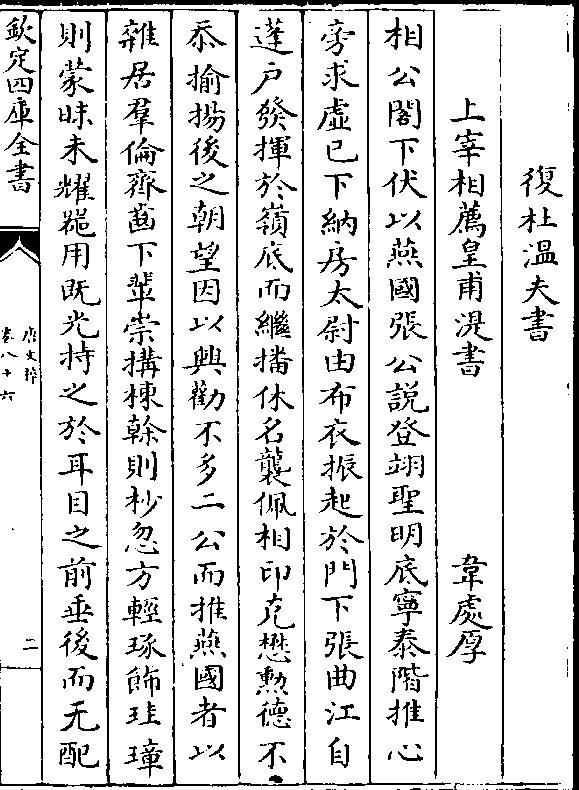 復杜溫夫書
上宰相薦皇甫湜書 韋處厚
相公閣下伏以燕國張公說登翊聖明底寧泰階推心
旁求虛已下納房太尉由布衣振起於門下張曲江自
蓬户發揮於嶺底而繼播休名襲佩相印克懋勲德不
忝揄揚後之朝望因以興勸不多二公而推燕國者以
雜居羣倫齊齒下輩崇搆棟榦則杪忽方輕琢飾珪璋
則蒙昧未耀褫用既光持之於耳目之前垂後而无配
欽定四庫全書
唐文粹
卷八十六
二